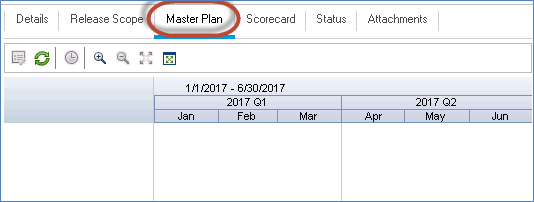 Details Release Scope Master Plan Scorecard Status Attachments
1/1/2017 - 6/30/2017
2017 Q1 2017 Q2
Jan Feb Mar Apr May Jun